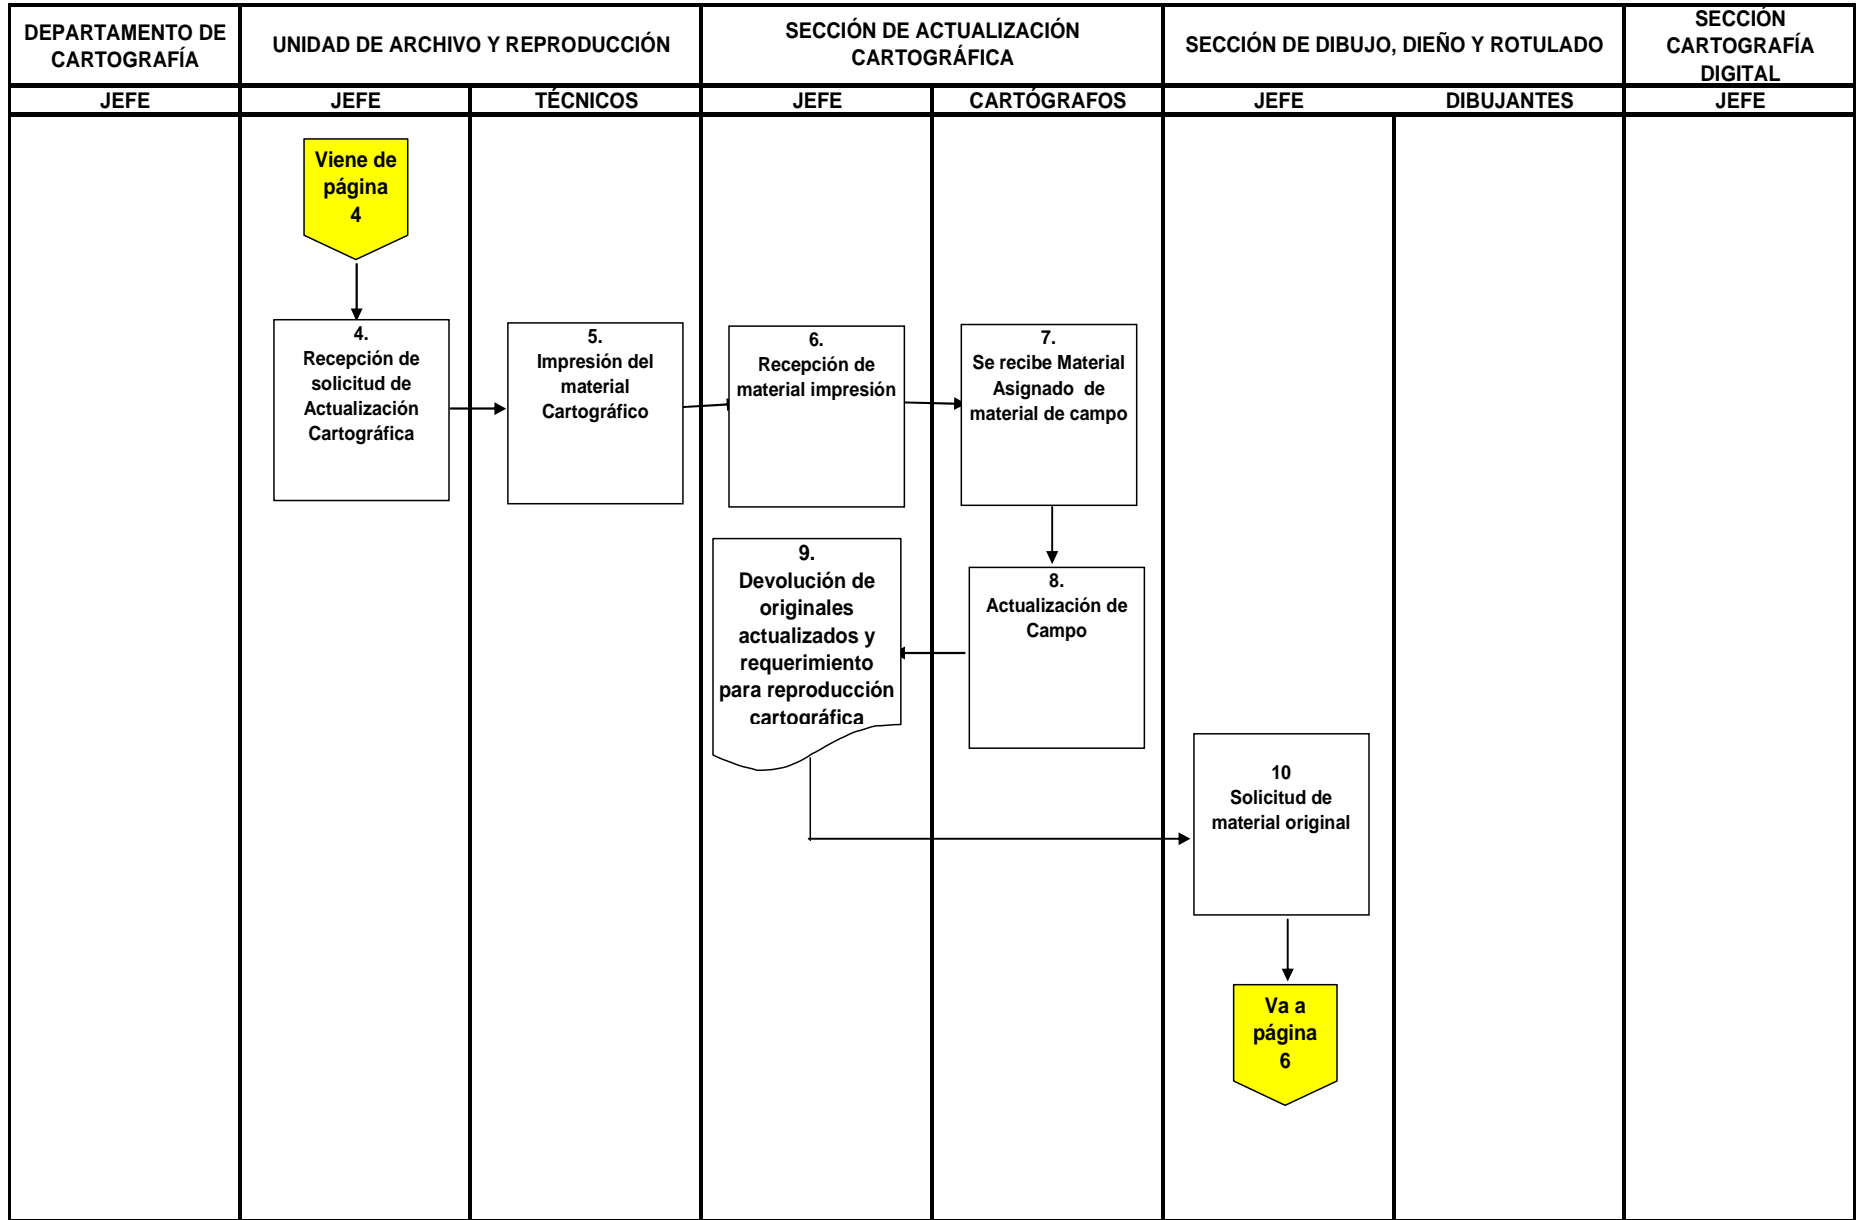 DEPARTAMENTO DE
CARTOGRAFÍA
UNIDAD DE ARCHIVO Y REPRODUCCIÓN
SECCIÓN DE ACTUALIZACIÓN
CARTOGRÁFICA
SECCIÓN DE DIBUJO, DIEÑO Y ROTULADO
SECCIÓN
CARTOGRAFÍA
DIGITAL
JEFE
JEFE
TÉCNICOS
JEFE
CARTÓGRAFOS
JEFE
DIBUJANTES
JEFE
Viene de
página
4
4.
Recepción de
solicitud de
Actualización
Cartográfica
5.
Impresión del
material
Cartográfico
6.
Recepción de
material impresión
7.
Se recibe Material
Asignado de
material de campo
8.
Actualización de
Campo
9.
Devolución de
originales
actualizados y
requerimiento
para reproducción
cartográfica
10
Solicitud de
material original
Va a
página
6